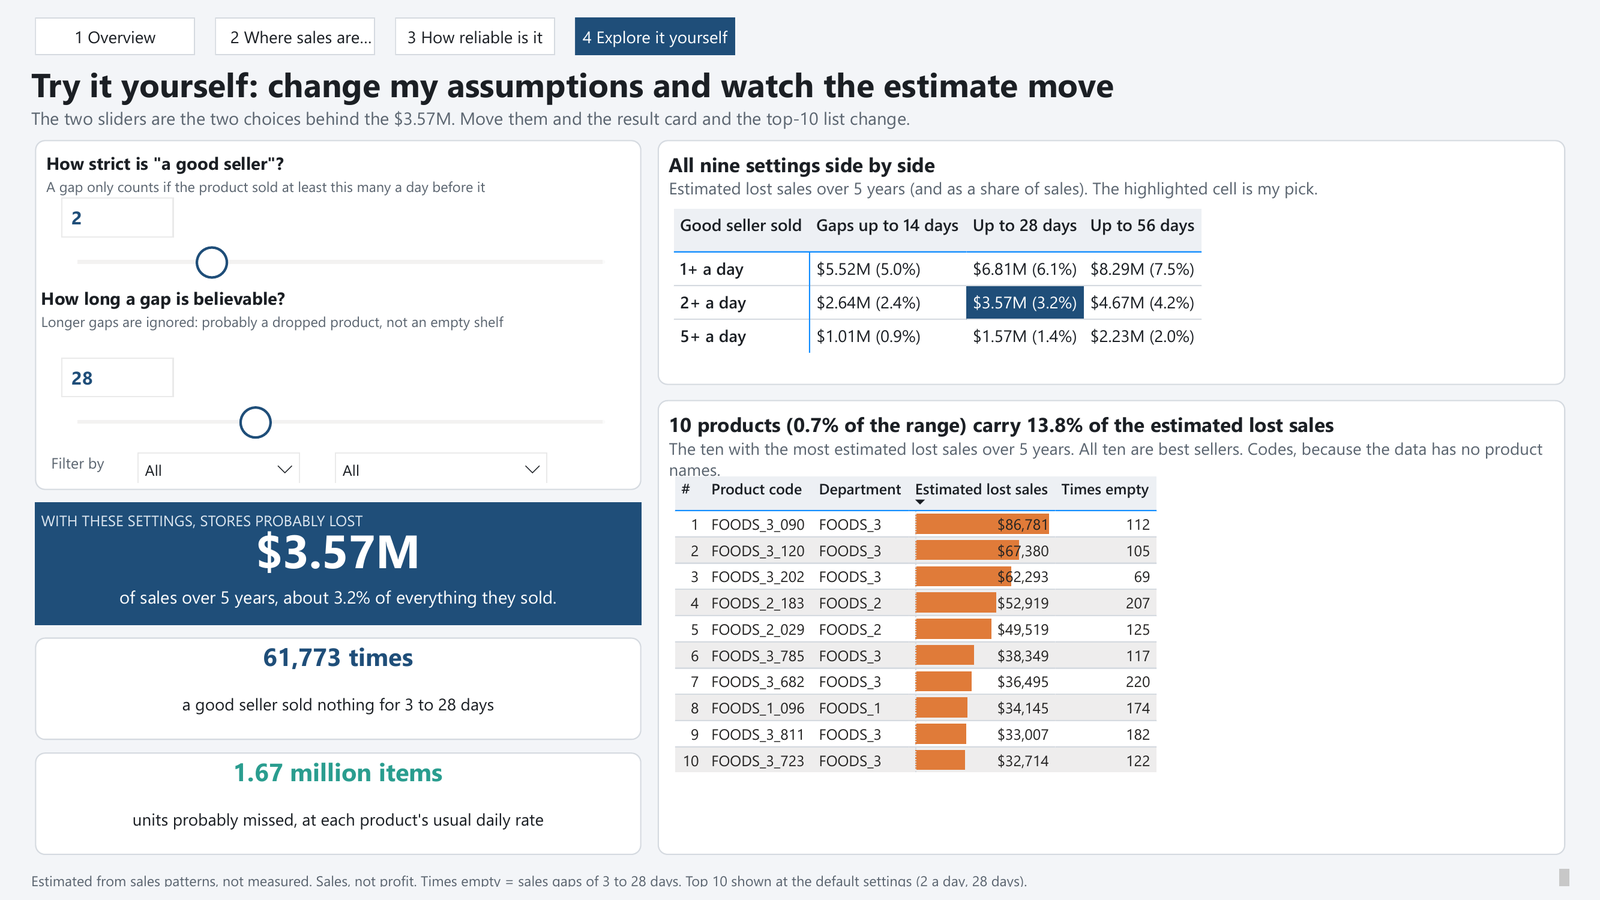 1 Overview
2 Where sales are...
3 How reliable is it
4 Explore it yourself
Try it yourself: change my assumptions and watch the estimate move
The two sliders are the two choices behind the $3.57M. Move them and the result card and the top-10 list change.
How strict is "a good seller"?
A gap only counts if the product sold at least this many a day before it
2
How long a gap is believable?
Longer gaps are ignored: probably a dropped product, not an empty shelf
28
Filter by
All
All
WITH THESE SETTINGS, STORES PROBABLY LOST
$3.57M
of sales over 5 years, about 3.2% of everything they sold.
61,773 times
a good seller sold nothing for 3 to 28 days
1.67 million items
units probably missed, at each product's usual daily rate
All nine settings side by side
Estimated lost sales over 5 years (and as a share of sales). The highlighted cell is my pick.
Good seller sold Gaps up to 14 days Up to 28 days Up to 56 days
1+ a day $5.52M (5.0%) $6.81M (6.1%) $8.29M (7.5%)
2+ a day $2.64M (2.4%) $3.57M (3.2%) $4.67M (4.2%)
5+ a day $1.01M (0.9%) $1.57M (1.4%) $2.23M (2.0%)
10 products (0.7% of the range) carry 13.8% of the estimated lost sales
The ten with the most estimated lost sales over 5 years. All ten are best sellers. Codes, because the data has no product
names.
# Product code Department Estimated lost sales Times empty
1 FOODS_3_090 FOODS_3 $86,781 112
2 FOODS_3_120 FOODS_3 $67,380 105
3 FOODS_3_202 FOODS_3 $62,293 69
4 FOODS_2_183 FOODS_2 $52,919 207
5 FOODS_2_029 FOODS_2 $49,519 125
6 FOODS_3_785 FOODS_3 $38,349 117
7 FOODS_3_682 FOODS_3 $36,495 220
8 FOODS_1_096 FOODS_1 $34,145 174
9 FOODS_3_811 FOODS_3 $33,007 182
10 FOODS_3_723 FOODS_3 $32,714 122
Estimated from sales patterns, not measured. Sales, not profit. Times empty = sales gaps of 3 to 28 days. Top 10 shown at the default settings (2 a day, 28 days).